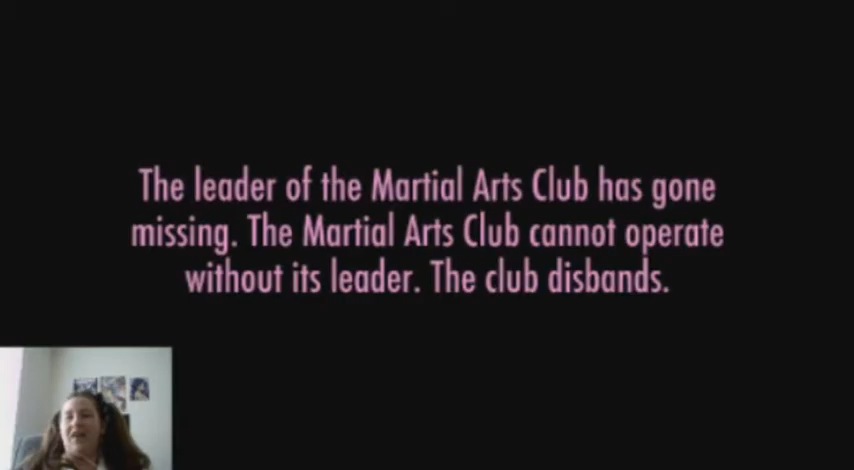 The leader of the Martial Arts Club has gone
missing. The Martial Arts Club cannot operate
without its leader. The club disbands.